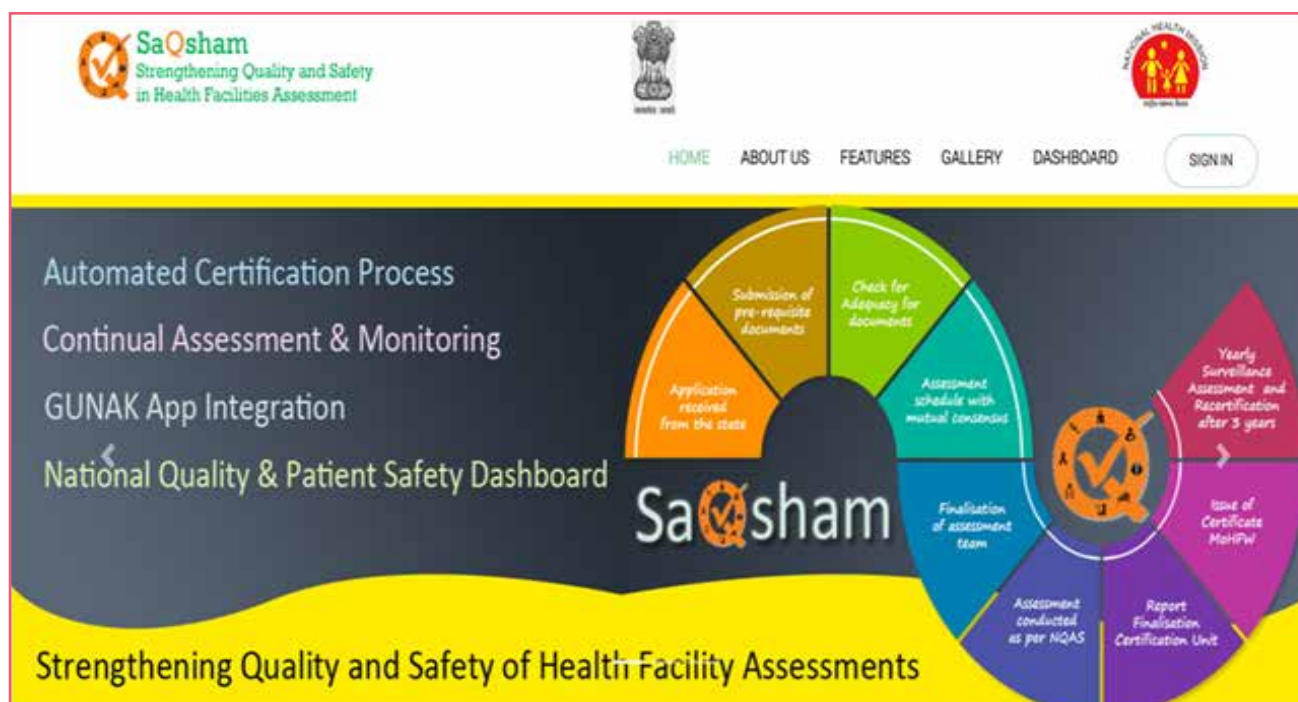 SaQsham
Strengthening Quality and Safety
in Health Facilities Assessment
NATIONAL HEALTH MISSION
HOME
ABOUT US
FEATURES
GALLERY
DASHBOARD
SIGN IN
Automated Certification Process
Continual Assessment & Monitoring
GUNAK App Integration
National Quality & Patient Safety Dashboard
Application
received
from the state
Submission of
pre-requisite
documents
Check for
Adequacy for
documents
Assessment
schedule with
mutual consensus
Finalisation
of assessment
team
Assessment
conducted
as per NQAS
Report
Finalisation
Certification Unit
Issue of
Certificate
MoHFW
Yearly
Surveillance
Assessment and
Recertification
after 3 years
SaQsham
Strengthening Quality and Safety of Health Facility Assessments